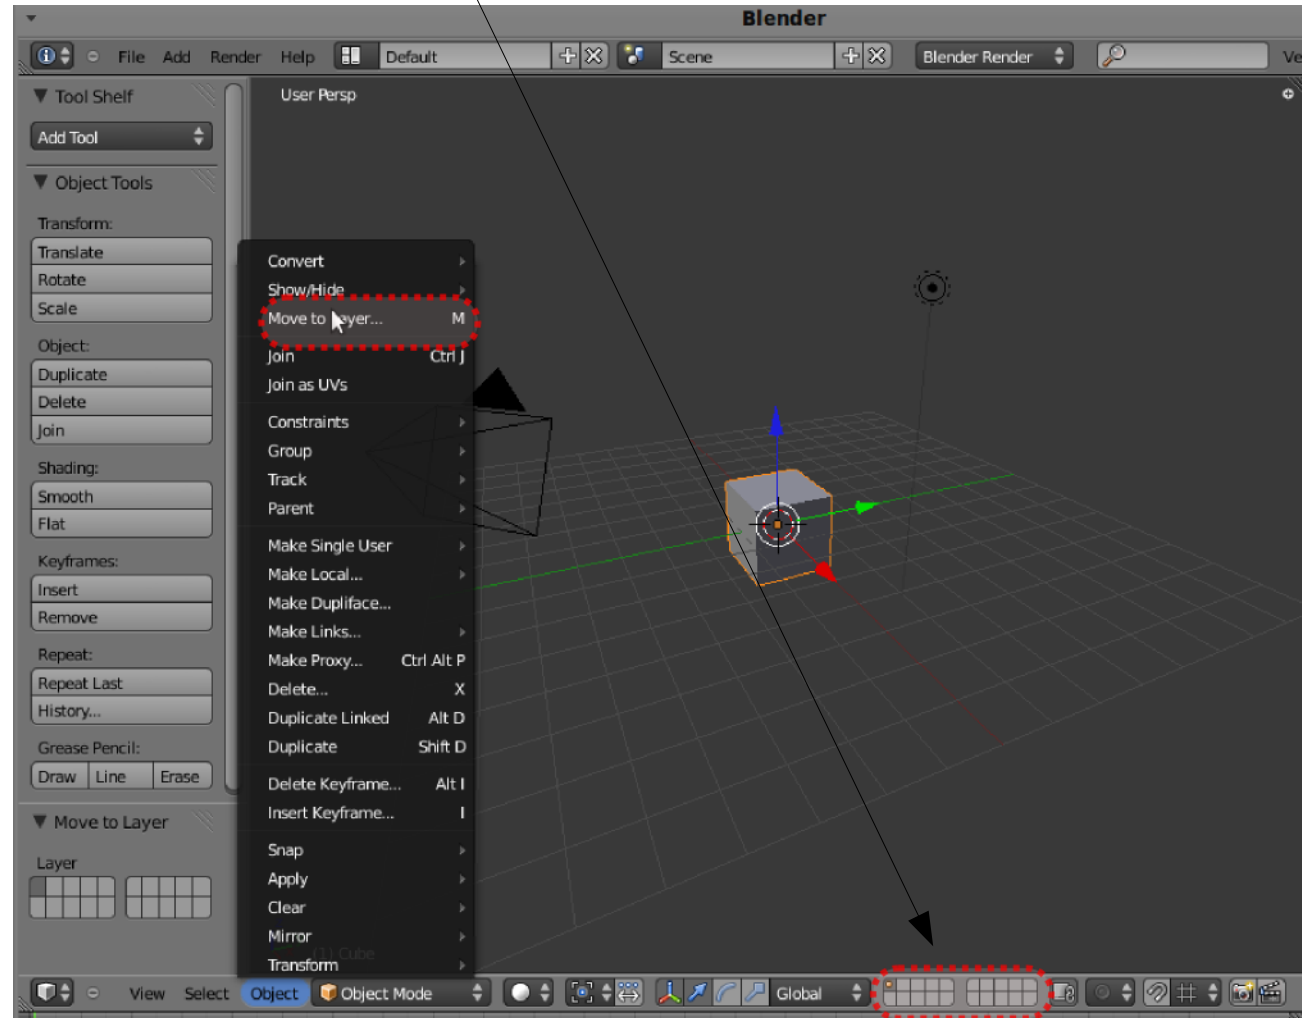 Blender
File Add Render Help Default Scene Blender Render Ve
Tool Shelf
User Persp
Add Tool
Object Tools
Transform:
Translate
Rotate
Scale
Object:
Duplicate
Delete
Join
Shading:
Smooth
Flat
Keyframes:
Insert
Remove
Repeat:
Repeat Last
History...
Grease Pencil:
Draw Line Erase
Move to Layer
Layer
Convert
Show/Hide
Move to Layer... M
Join Ctrl J
Join as UVs
Constraints
Group
Track
Parent
Make Single User
Make Local...
Make Dupliface...
Make Links...
Make Proxy... Ctrl Alt P
Delete... X
Duplicate Linked Alt D
Duplicate Shift D
Delete Keyframe... Alt I
Insert Keyframe... I
Snap
Apply
Clear
Mirror
(1) Cube
Transform
View Select Object Object Mode Global